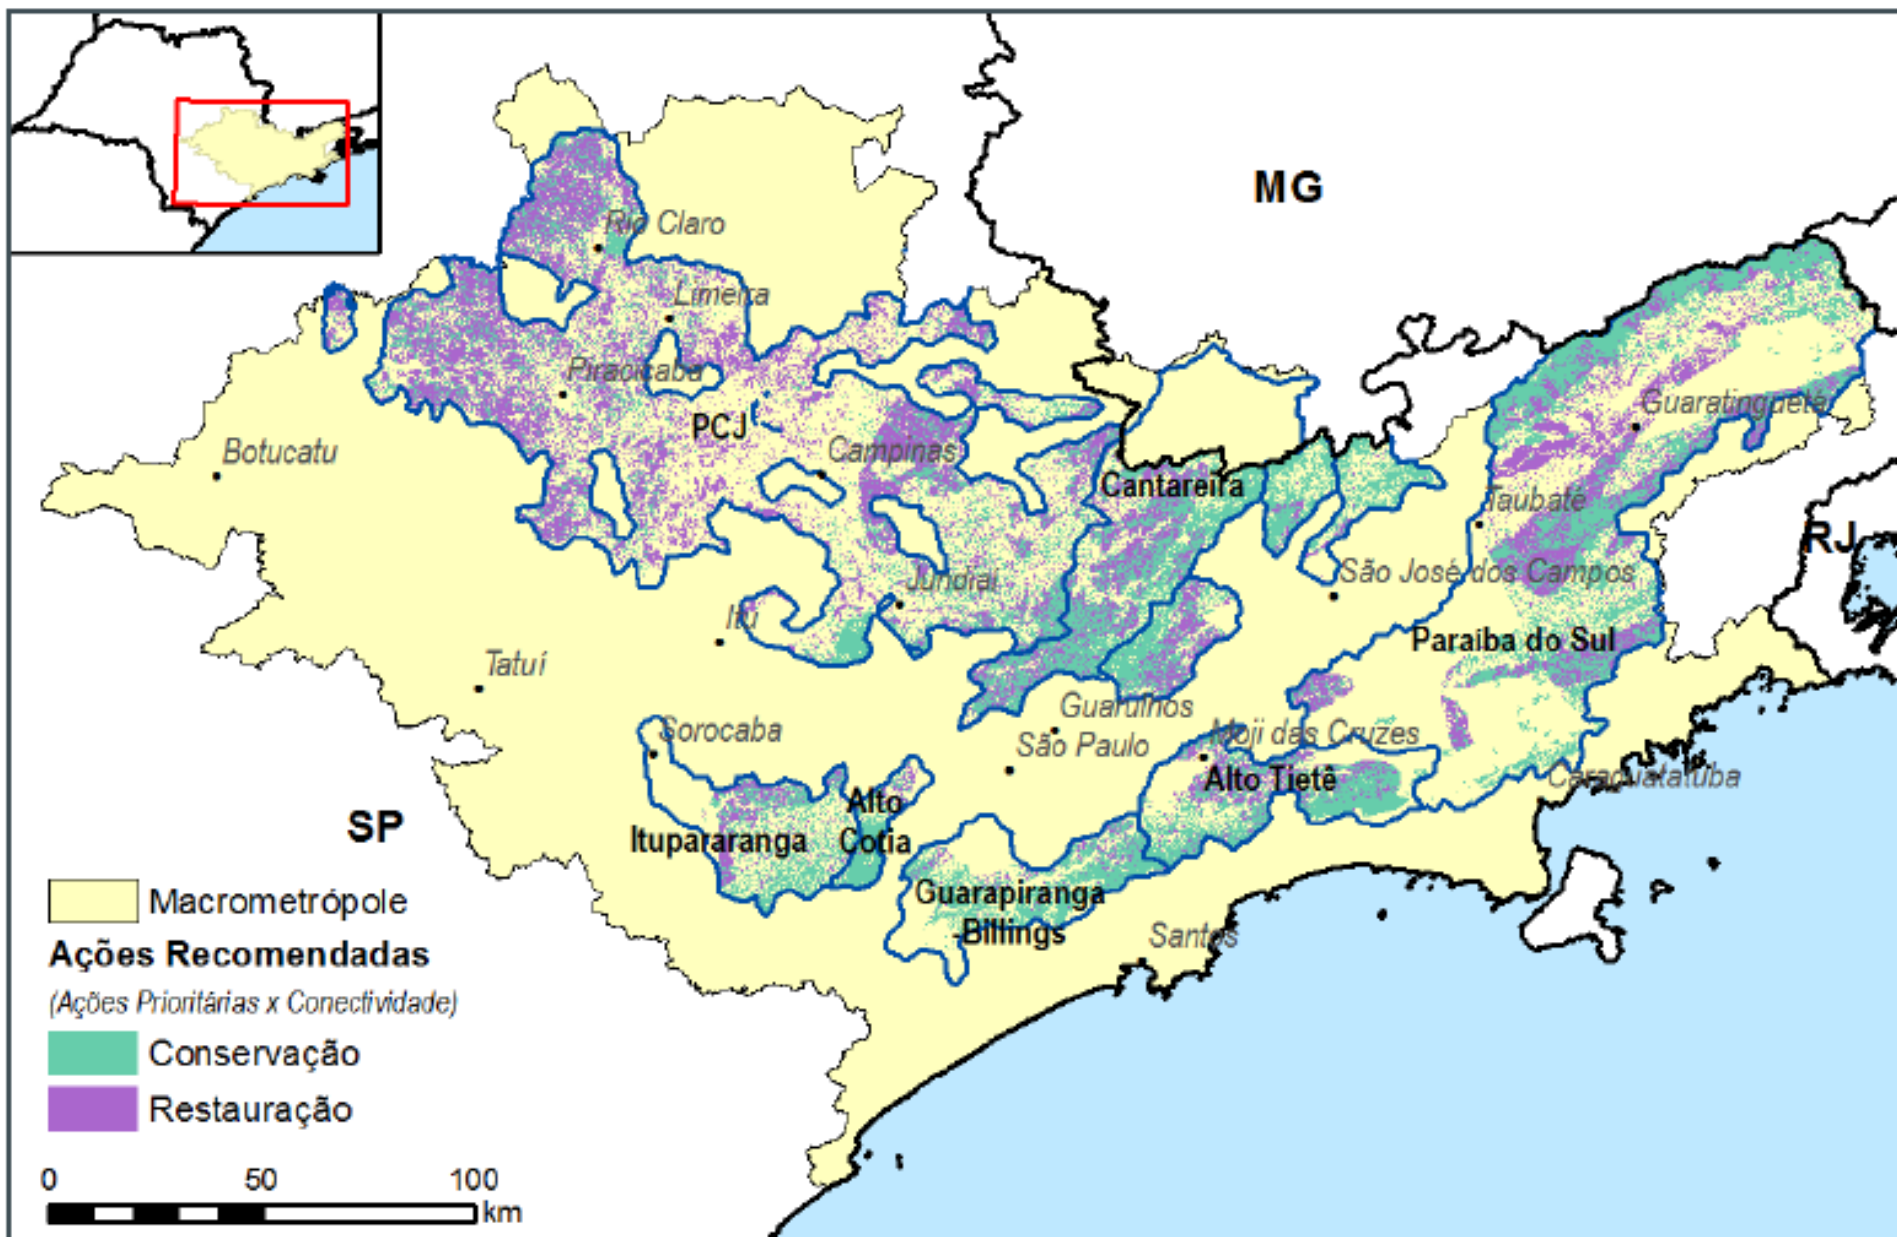 MG
Rio Claro
Limeira
Piracicaba
PCJ
Guaratinguetá
Botucatu
Campinas
Cantareira
Taubaté
RJ
Jundiaí
São José dos Campos
Itu
Paraíba do Sul
Tatuí
Guarulhos
Sorocaba
São Paulo
Moji das Cruzes
Alto Tietê
Caraguatatuba
Alto
Cotia
SP
Itupararanga
Guarapiranga
-Billings
Santos
Macrometrópole
Ações Recomendadas
(Ações Prioritárias x Conectividade)
Conservação
Restauração
0 50 100
km